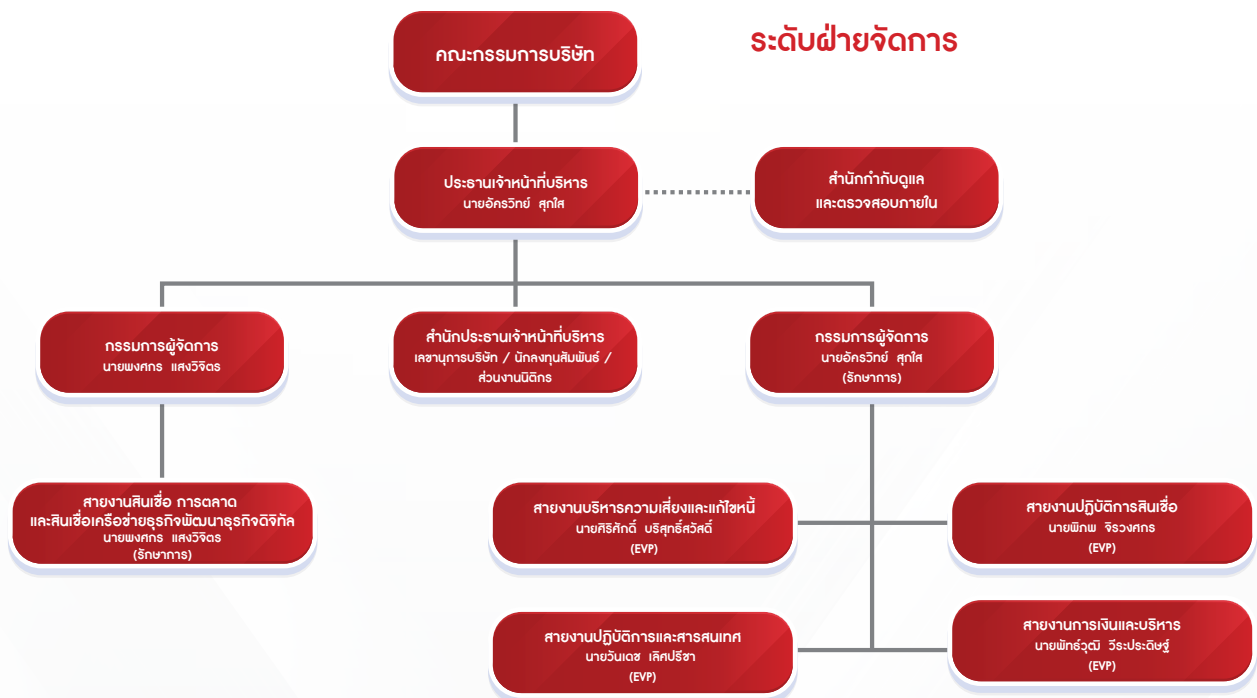 ระดับฝ่ายจัดการ
คณะกรรมการบริษัท
ประธานเจ้าหน้าที่บริหาร
นายอัครวิทย์ สุกใส
สำนักกำกับดูแล
และตรวจสอบภายใน
กรรมการผู้จัดการ
นายพงศกร แสงวิจิตร
สำนักประธานเจ้าหน้าที่บริหาร
เลขานุการบริษัท / นักลงทุนสัมพันธ์ /
ส่วนงานนิติกร
กรรมการผู้จัดการ
นายอัครวิทย์ สุกใส
(รักษาการ)
สายงานสินเชื่อ การตลาด
และสินเชื่อเครือข่ายธุรกิจพัฒนาธุรกิจดิจิทัล
นายพงศกร แสงวิจิตร
(รักษาการ)
สายงานบริหารความเสี่ยงและแก้ไขหนี้
นายศิริศักดิ์ บริสุทธิ์สวัสดิ์
(EVP)
สายงานปฏิบัติการสินเชื่อ
นายพิภพ จิรวงศกร
(EVP)
สายงานปฏิบัติการและสารสนเทศ
นายวันเดช เลิศปรีชา
(EVP)
สายงานการเงินและบริหาร
นายพัทธ์วุฒิ วีระประดิษฐ์
(EVP)